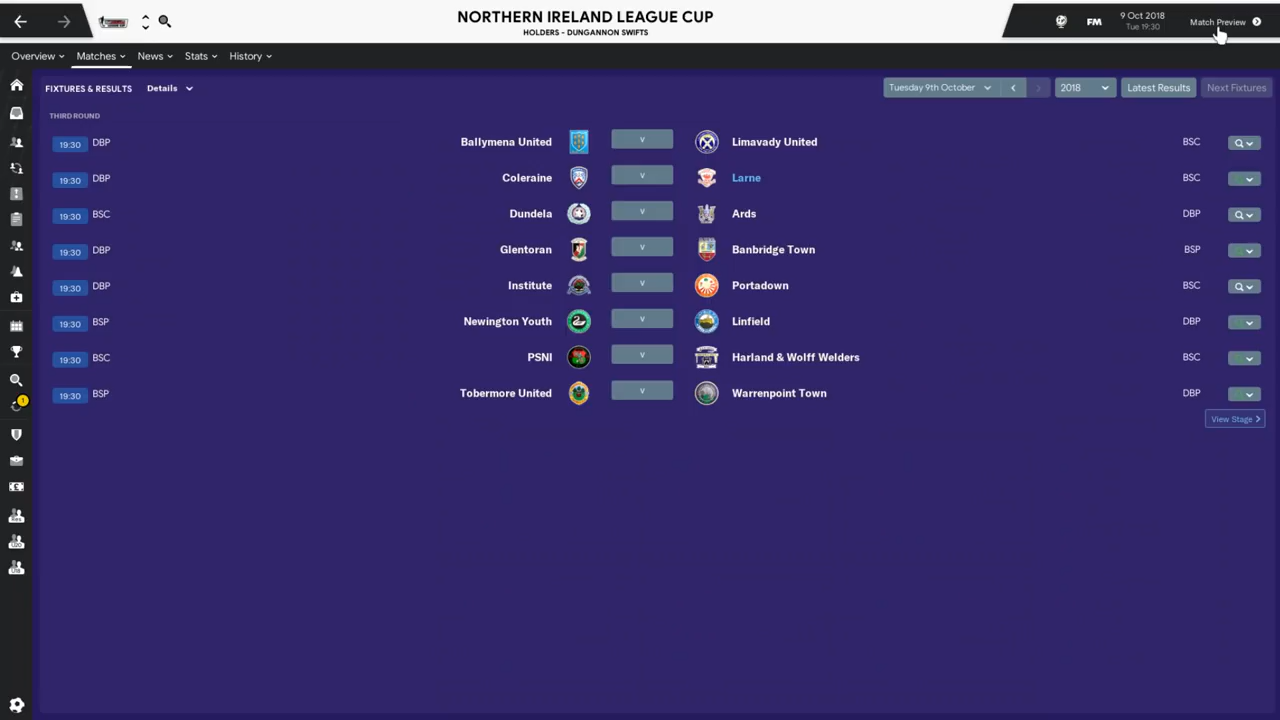 NORTHERN IRELAND LEAGUE CUP
HOLDERS - DUNGANNON SWIFTS
FM
9 Oct 2018
Tue 19:30
Match Preview
Overview
Matches
News
Stats
History
FIXTURES & RESULTS
Details
Tuesday 9th October
2018
Latest Results
Next Fixtures
THIRD ROUND
19:30 DBP Ballymena United v Limavady United BSC
19:30 DBP Coleraine v Larne BSC
19:30 BSC Dundela v Ards DBP
19:30 DBP Glentoran v Banbridge Town BSP
19:30 DBP Institute v Portadown BSC
19:30 BSP Newington Youth v Linfield DBP
19:30 BSC PSNI v Harland & Wolff Welders BSC
19:30 BSP Tobermore United v Warrenpoint Town DBP
View Stage
1